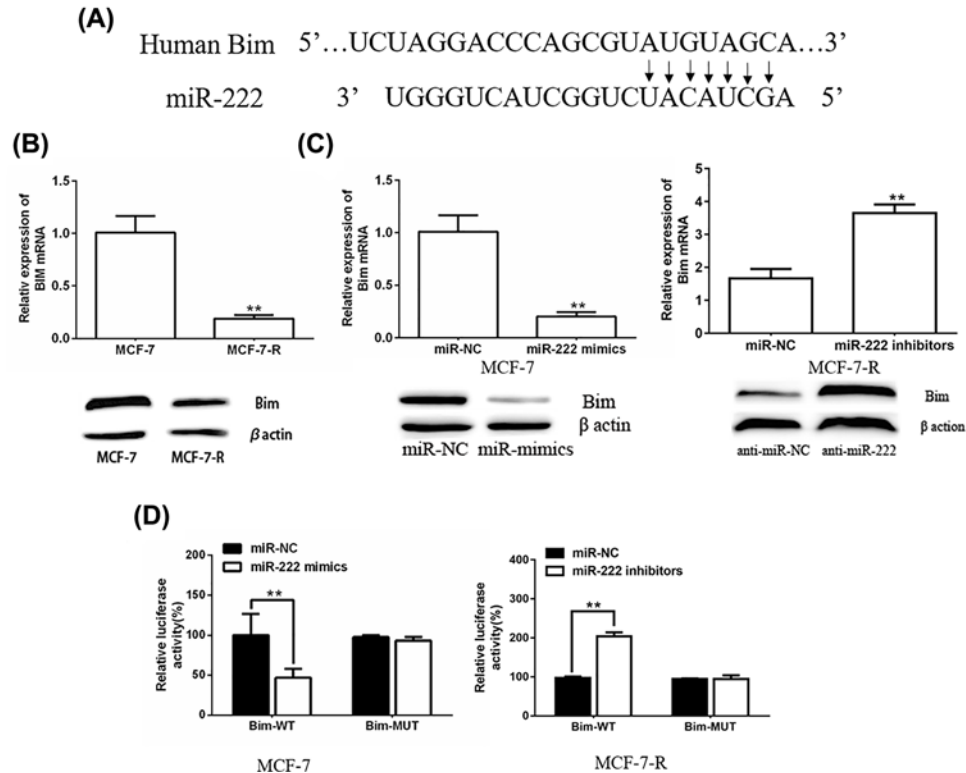 (A)
Human Bim 5’…UCUAGGACCCAGCGUAUGUAGCA…3’
miR-222 3’ UGGGUCAUCGGUCUACAUCGA 5’
(B)
Relative expression of
BIM mRNA
1.5
1.0
0.5
0.0
**
MCF-7 MCF-7-R
Bim
β actin
MCF-7 MCF-7-R
(C)
Relative expression of
Bim mRNA
1.5
1.0
0.5
0.0
**
miR-NC miR-222 mimics
MCF-7
Bim
β actin
miR-NC miR-mimics
Relative expression of
Bim mRNA
5
4
3
2
1
0
**
miR-NC miR-222 inhibitors
MCF-7-R
Bim
β action
anti-miR-NC anti-miR-222
(D)
miR-NC
miR-222 mimics
Relative luciferase
activity(%)
200
150
100
50
0
**
Bim-WT Bim-MUT
MCF-7
miR-NC
miR-222 inhibitors
Relative luciferase
activity(%)
400
300
200
100
0
**
Bim-WT Bim-MUT
MCF-7-R